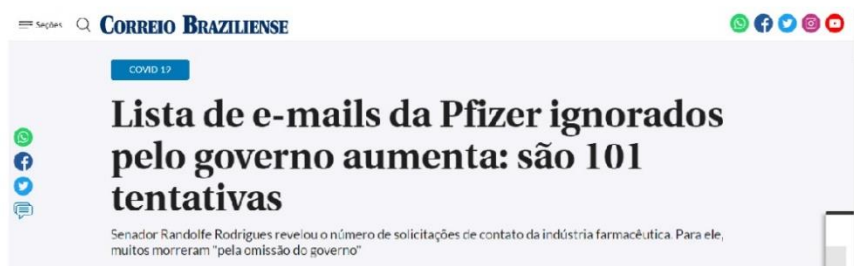 Seções
CORREIO BRAZILIENSE
COVID 19
Lista de e-mails da Pfizer ignorados
pelo governo aumenta: são 101
tentativas
Senador Randolfe Rodrigues revelou o número de solicitações de contato da indústria farmacêutica. Para ele,
muitos morreram "pela omissão do governo"